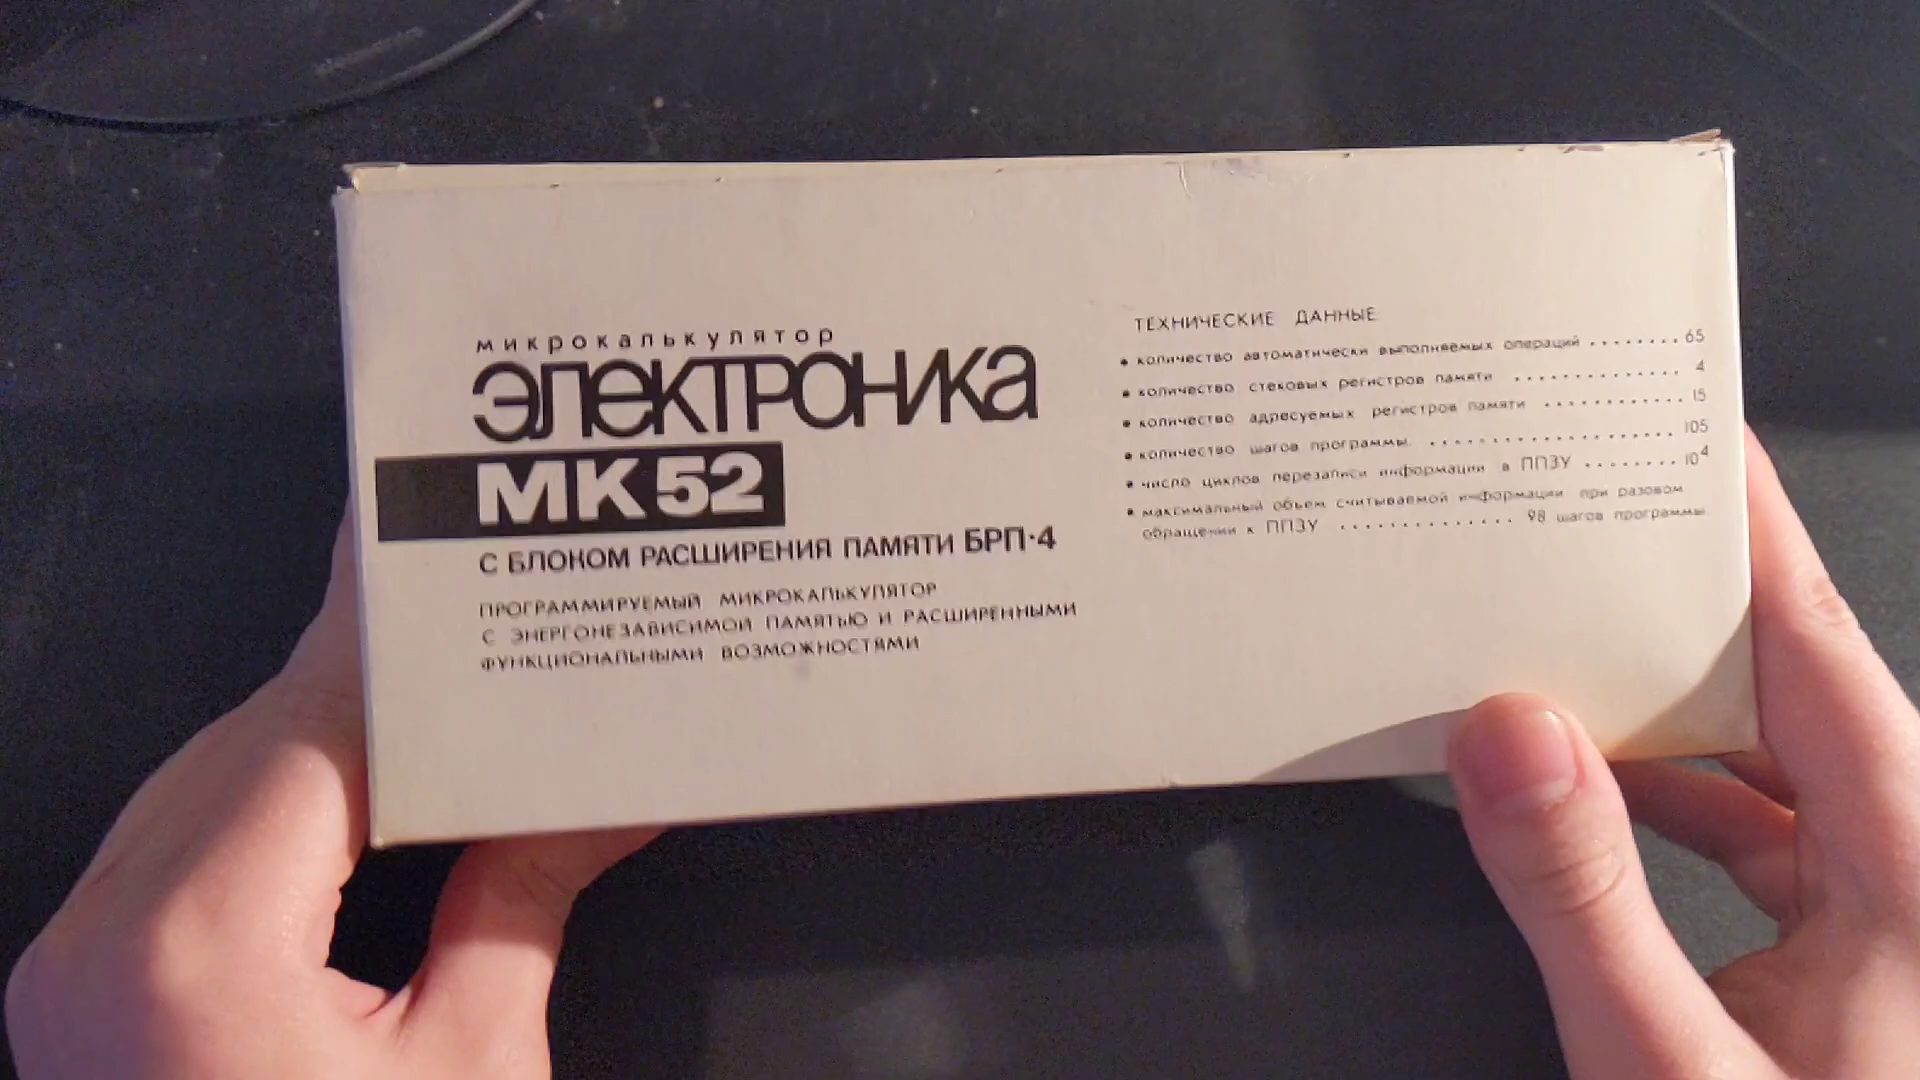 микрокалькулятор
ЭЛЕКТРОНИКА
МК 52
С БЛОКОМ РАСШИРЕНИЯ ПАМЯТИ БРП·4
ПРОГРАММИРУЕМЫЙ МИКРОКАЛЬКУЛЯТОР
С ЭНЕРГОНЕЗАВИСИМОЙ ПАМЯТЬЮ И РАСШИРЕННЫМИ
ФУНКЦИОНАЛЬНЫМИ ВОЗМОЖНОСТЯМИ
ТЕХНИЧЕСКИЕ ДАННЫЕ
• количество автоматически выполняемых операций ........ 65
• количество стековых регистров памяти .............. 4
• количество адресуемых регистров памяти ............ 15
• количество шагов программы. .................... 105
• число циклов перезаписи информации в ППЗУ ........ 10⁴
• максимальный объем считываемой информации при разовом
обращении к ППЗУ ............... 98 шагов программы